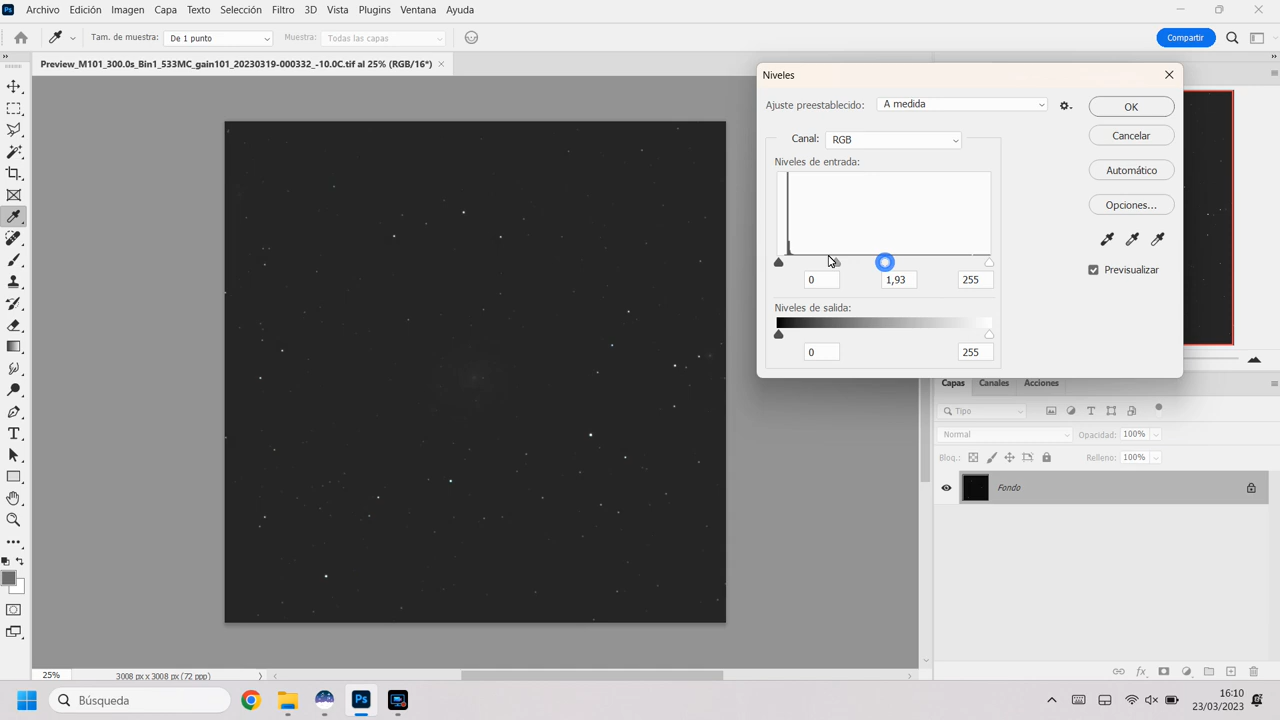 Ps Archivo Edición Imagen Capa Texto Selección Filtro 3D Vista Plugins Ventana Ayuda
Tam. de muestra: De 1 punto Muestra: Todas las capas Compartir
Preview_M101_300.0s_Bin1_533MC_gain101_20230319-000332_-10.0C.tif al 25% (RGB/16*)
Niveles
Ajuste preestablecido: A medida OK
Canal: RGB Cancelar
Niveles de entrada:
Automático
Opciones...
Previsualizar
0 1,93 255
Niveles de salida:
0 255
Capas Canales Acciones
Tipo
Normal Opacidad: 100%
Bloq.: Relleno: 100%
Fondo
25% 3008 px x 3008 px (72 ppp)
Búsqueda Ps 16:10
23/03/2023